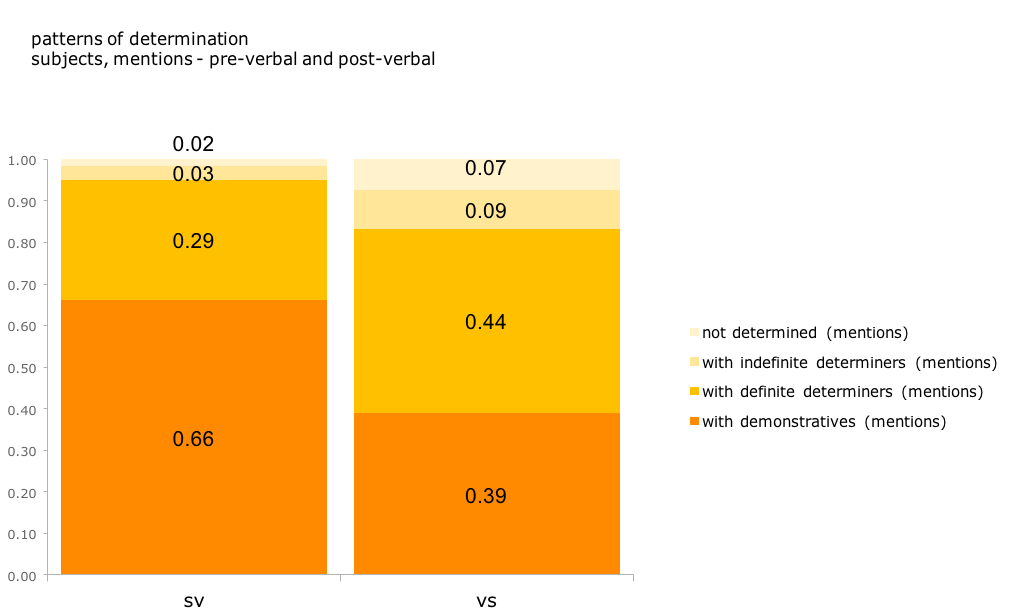 patterns of determination
subjects, mentions - pre-verbal and post-verbal
0.02
1.00
0.03
0.07
0.90
0.09
0.80
0.29
0.70
0.60
0.44
0.50
0.40
0.66
0.30
0.39
0.20
0.10
0.00
sv
vs
not determined (mentions)
with indefinite determiners (mentions)
with definite determiners (mentions)
with demonstratives (mentions)